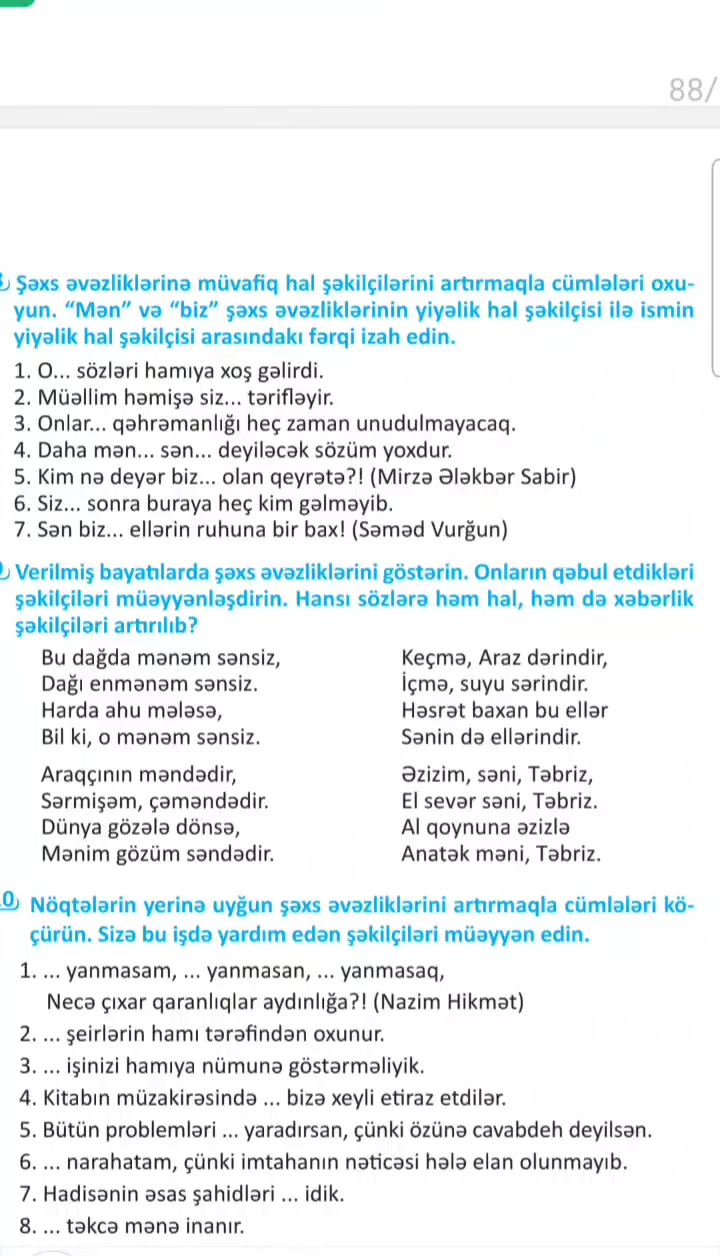 88/
Şəxs əvəzliklərinə müvafiq hal şəkilçilərini artırmaqla cümlələri oxu-
yun. “Mən” və “biz” şəxs əvəzliklərinin yiyəlik hal şəkilçisi ilə ismin
yiyəlik hal şəkilçisi arasındakı fərqi izah edin.
1. O... sözləri hamıya xoş gəlirdi.
2. Müəllim həmişə siz... tərifləyir.
3. Onlar... qəhrəmanlığı heç zaman unudulmayacaq.
4. Daha mən... sən... deyiləcək sözüm yoxdur.
5. Kim nə deyər biz... olan qeyrətə?! (Mirzə Ələkbər Sabir)
6. Siz... sonra buraya heç kim gəlməyib.
7. Sən biz... ellərin ruhuna bir bax! (Səməd Vurğun)
Verilmiş bayatılarda şəxs əvəzliklərini göstərin. Onların qəbul etdikləri
şəkilçiləri müəyyənləşdirin. Hansı sözlərə həm hal, həm də xəbərlik
şəkilçiləri artırılıb?
Bu dağda mənəm sənsiz,
Dağı enmənəm sənsiz.
Harda ahu mələsə,
Bil ki, o mənəm sənsiz.
Araqçının məndədir,
Sərmişəm, çəməndədir.
Dünya gözələ dönsə,
Mənim gözüm səndədir.
Keçmə, Araz dərindir,
İçmə, suyu sərindir.
Həsrət baxan bu ellər
Sənin də ellərindir.
Əzizim, səni, Təbriz,
El sevər səni, Təbriz.
Al qoynuna əzizlə
Anatək məni, Təbriz.
0 Nöqtələrin yerinə uyğun şəxs əvəzliklərini artırmaqla cümlələri kö-
çürün. Sizə bu işdə yardım edən şəkilçiləri müəyyən edin.
1. ... yanmasam, ... yanmasan, ... yanmasaq,
Necə çıxar qaranlıqlar aydınlığa?! (Nazim Hikmət)
2. ... şeirlərin hamı tərəfindən oxunur.
3. ... işinizi hamıya nümunə göstərməliyik.
4. Kitabın müzakirəsində ... bizə xeyli etiraz etdilər.
5. Bütün problemləri ... yaradırsan, çünki özünə cavabdeh deyilsən.
6. ... narahatam, çünki imtahanın nəticəsi hələ elan olunmayıb.
7. Hadisənin əsas şahidləri ... idik.
8. ... təkcə mənə inanır.